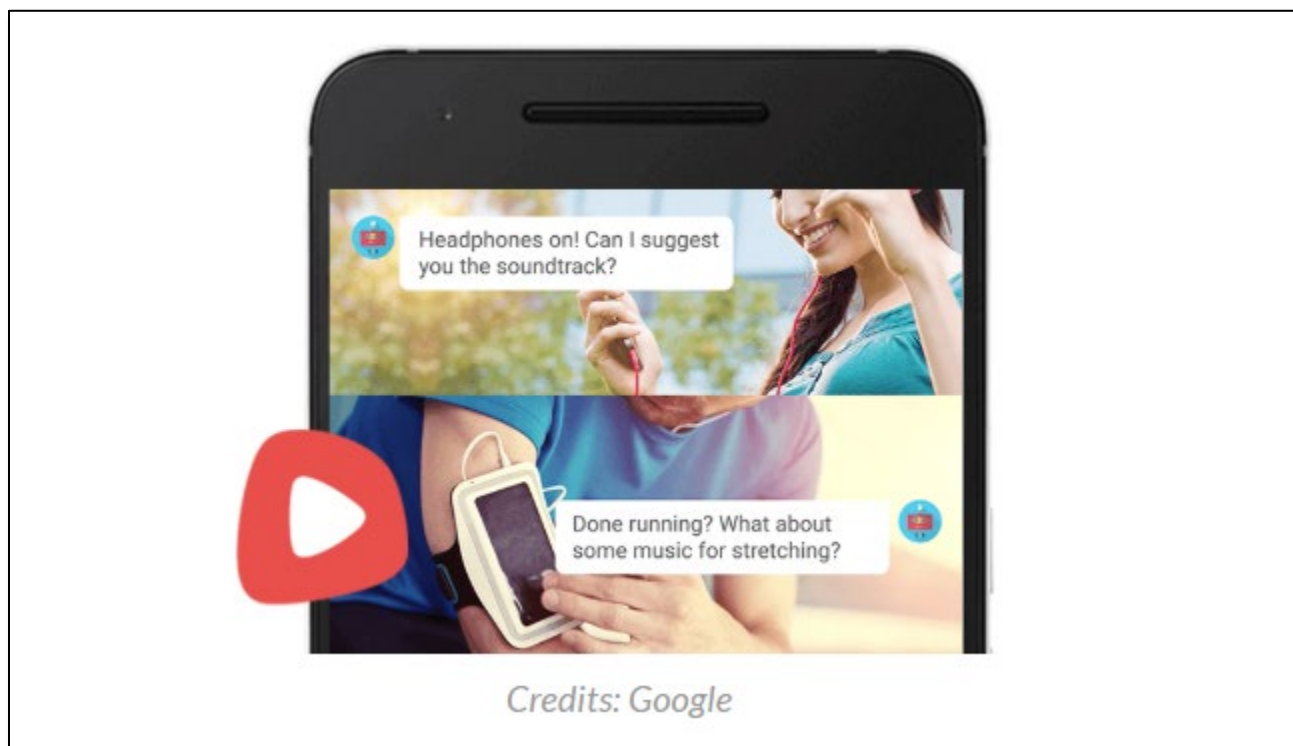 Headphones on! Can I suggest
you the soundtrack?
Done running? What about
some music for stretching?
Credits: Google